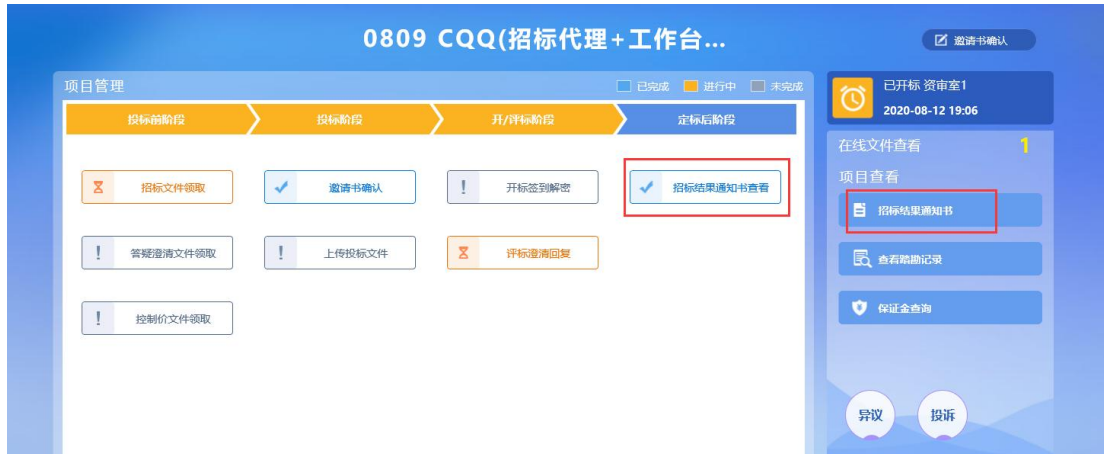 0809 CQQ(招标代理+工作台...
邀请书确认
项目管理
已完成 进行中 未完成
投标前阶段 投标阶段 开/评标阶段 定标后阶段
招标文件领取 邀请书确认 开标签到解密 招标结果通知书查看
答疑澄清文件领取 上传投标文件 评标澄清回复
控制价文件领取
已开标 资审室1
2020-08-12 19:06
在线文件查看 1
项目查看
招标结果通知书
查看踏勘记录
保证金查询
异议 投诉